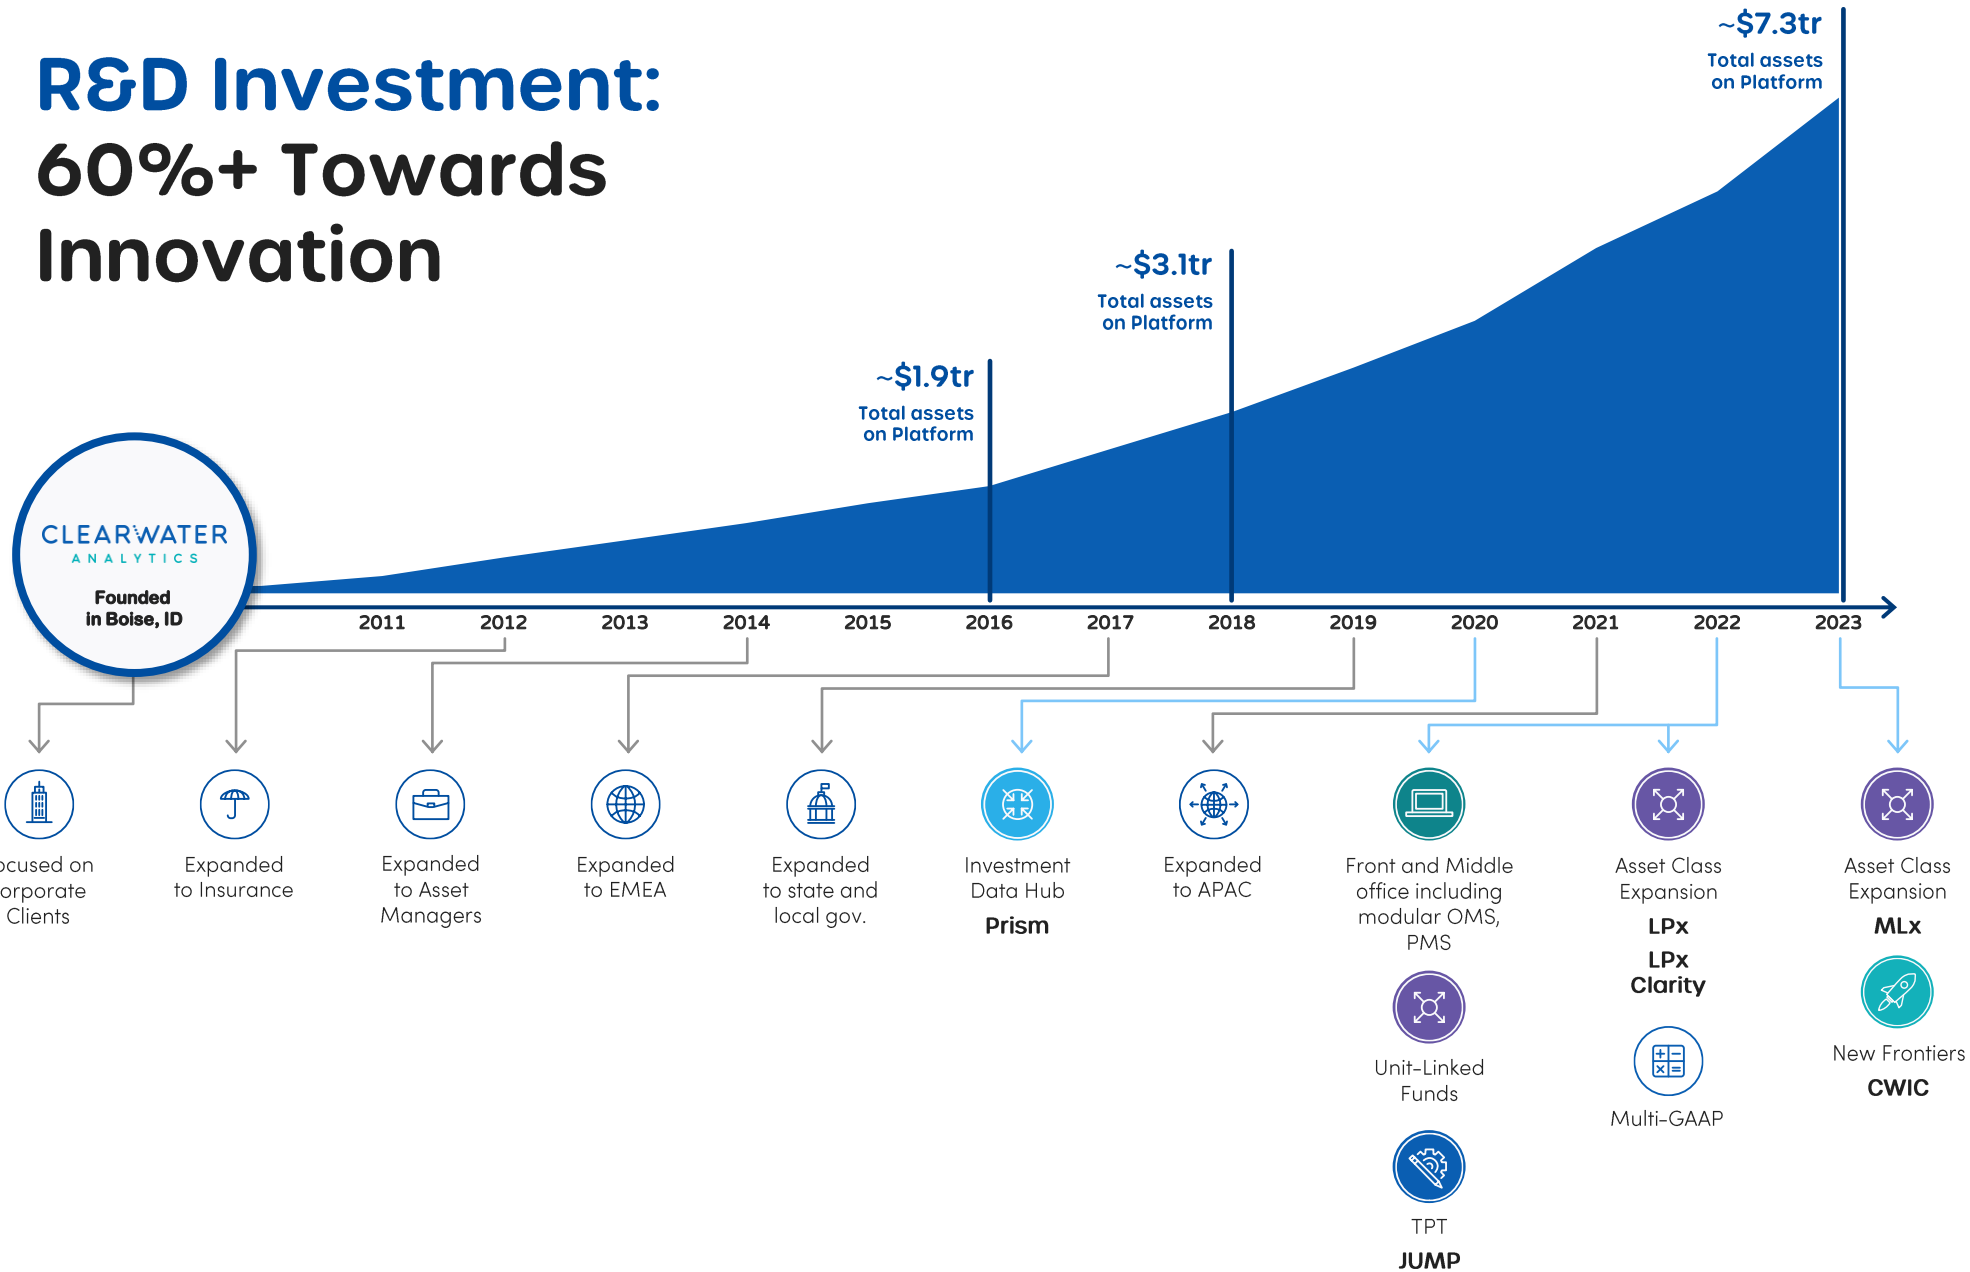 R&D Investment:
60%+ Towards
Innovation
~$7.3tr
Total assets
on Platform
~$3.1tr
Total assets
on Platform
~$1.9tr
Total assets
on Platform
CLEARWATER
ANALYTICS
Founded
in Boise, ID
2011 2012 2013 2014 2015 2016 2017 2018 2019 2020 2021 2022 2023
ocused on
orporate
Clients
Expanded
to Insurance
Expanded
to Asset
Managers
Expanded
to EMEA
Expanded
to state and
local gov.
Investment
Data Hub
Prism
Expanded
to APAC
Front and Middle
office including
modular OMS,
PMS
Unit-Linked
Funds
TPT
JUMP
Asset Class
Expansion
LPx
LPx
Clarity
Multi-GAAP
Asset Class
Expansion
MLx
New Frontiers
CWIC